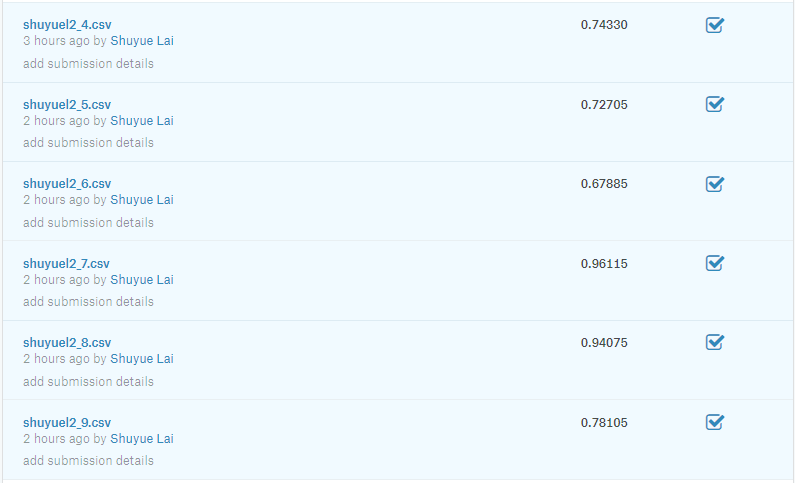 shuyuel2_4.csv 0.74330
3 hours ago by Shuyue Lai
add submission details
shuyuel2_5.csv 0.72705
2 hours ago by Shuyue Lai
add submission details
shuyuel2_6.csv 0.67885
2 hours ago by Shuyue Lai
add submission details
shuyuel2_7.csv 0.96115
2 hours ago by Shuyue Lai
add submission details
shuyuel2_8.csv 0.94075
2 hours ago by Shuyue Lai
add submission details
shuyuel2_9.csv 0.78105
2 hours ago by Shuyue Lai
add submission details